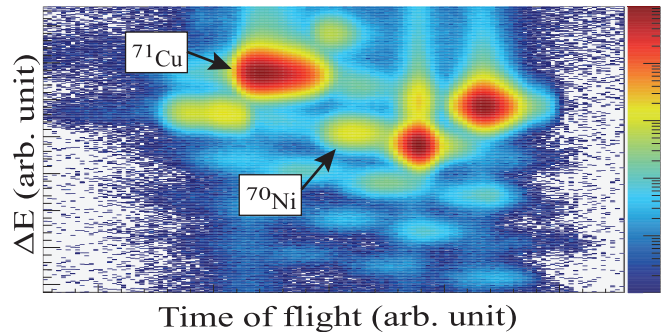 ⁷¹Cu
⁷⁰Ni
ΔE (arb. unit)
Time of flight (arb. unit)